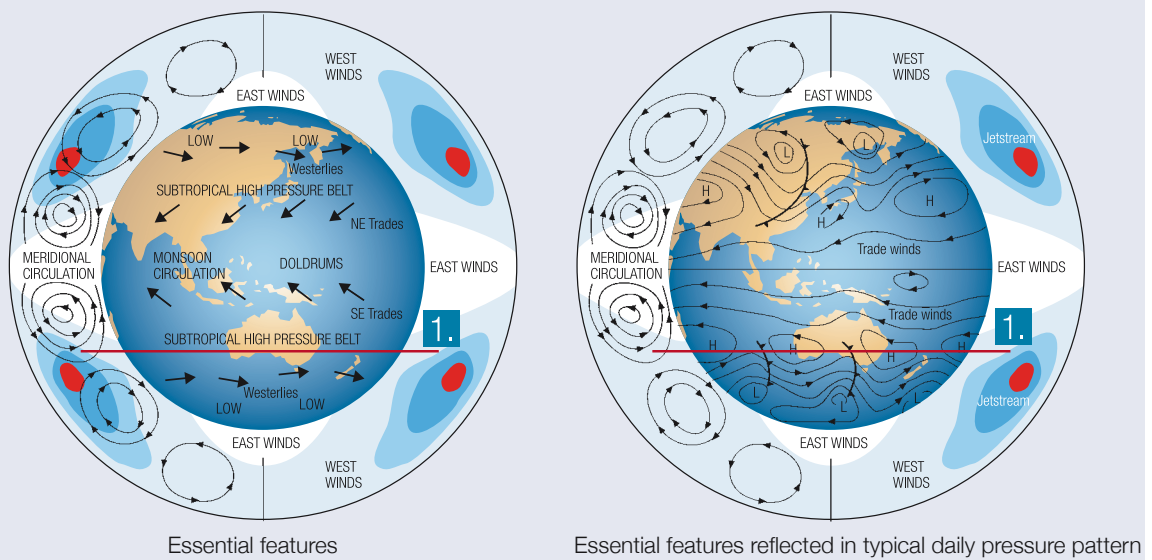 WEST
WINDS
EAST WINDS
LOW
LOW
Westerlies
SUBTROPICAL HIGH PRESSURE BELT
NE Trades
MERIDIONAL
CIRCULATION
MONSOON
CIRCULATION
DOLDRUMS
EAST WINDS
SE Trades
1.
SUBTROPICAL HIGH PRESSURE BELT
Westerlies
LOW
LOW
EAST WINDS
WEST
WINDS
Essential features
WEST
WINDS
EAST WINDS
Jetstream
L
L
H
H
H
Trade winds
MERIDIONAL
CIRCULATION
EAST WINDS
Trade winds
1.
H
H
H
L
L
L
Jetstream
EAST WINDS
WEST
WINDS
Essential features reflected in typical daily pressure pattern